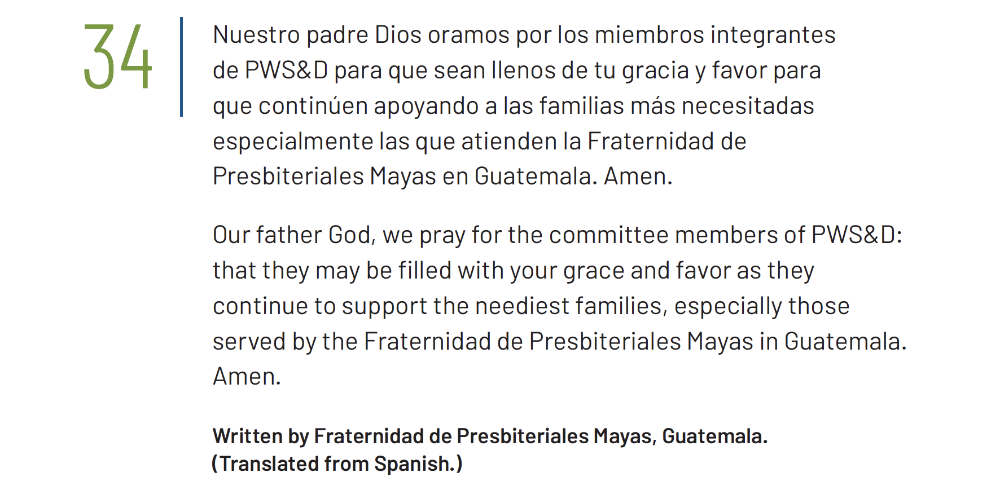 34
Nuestro padre Dios oramos por los miembros integrantes
de PWS&D para que sean llenos de tu gracia y favor para
que continúen apoyando a las familias más necesitadas
especialmente las que atienden la Fraternidad de
Presbiteriales Mayas en Guatemala. Amen.
Our father God, we pray for the committee members of PWS&D:
that they may be filled with your grace and favor as they
continue to support the neediest families, especially those
served by the Fraternidad de Presbiteriales Mayas in Guatemala.
Amen.
Written by Fraternidad de Presbiteriales Mayas, Guatemala.
(Translated from Spanish.)